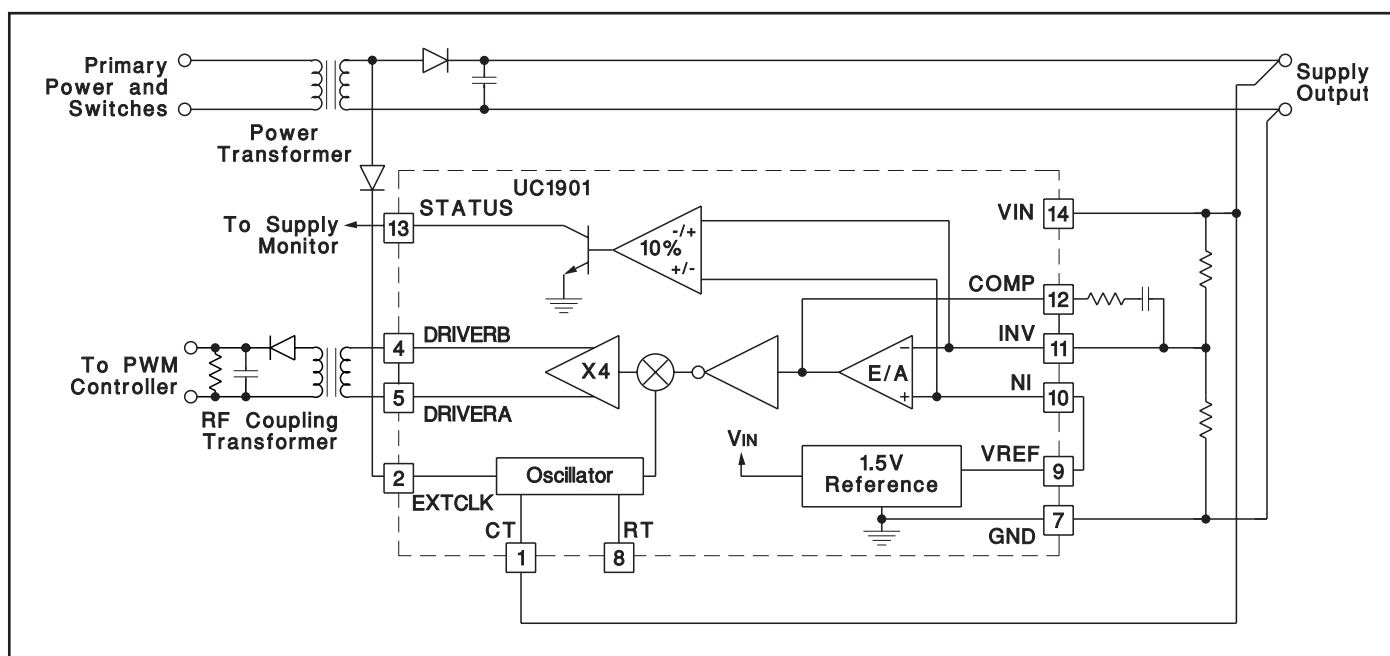 Primary
Power and
Switches
Power
Transformer
Supply
Output
UC1901
STATUS
13
To Supply
Monitor
10%
-/+
+/-
VIN
14
COMP
12
INV
11
NI
10
DRIVERB
4
To PWM
Controller
X4
E/A
−
+
5
DRIVERA
RF Coupling
Transformer
VIN
1.5V
Reference
VREF
9
2
EXTCLK
Oscillator
CT
RT
7
GND
1
8